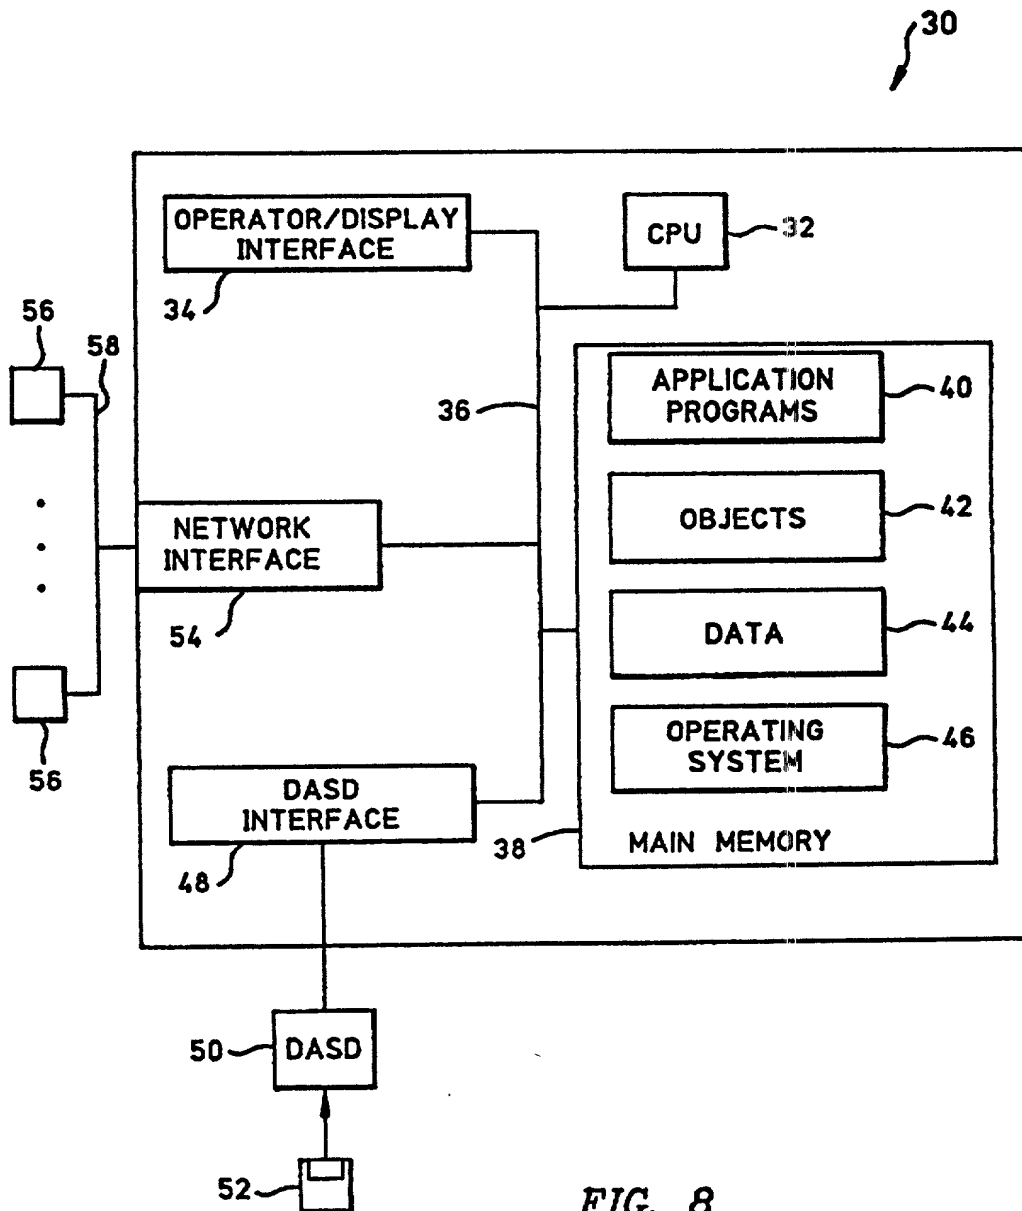 30
OPERATOR/DISPLAY
INTERFACE
34
CPU
32
56
58
36
APPLICATION
PROGRAMS
40
OBJECTS
42
NETWORK
INTERFACE
54
DATA
44
56
OPERATING
SYSTEM
46
DASD
INTERFACE
48
38
MAIN MEMORY
50
DASD
52
FIG. 8